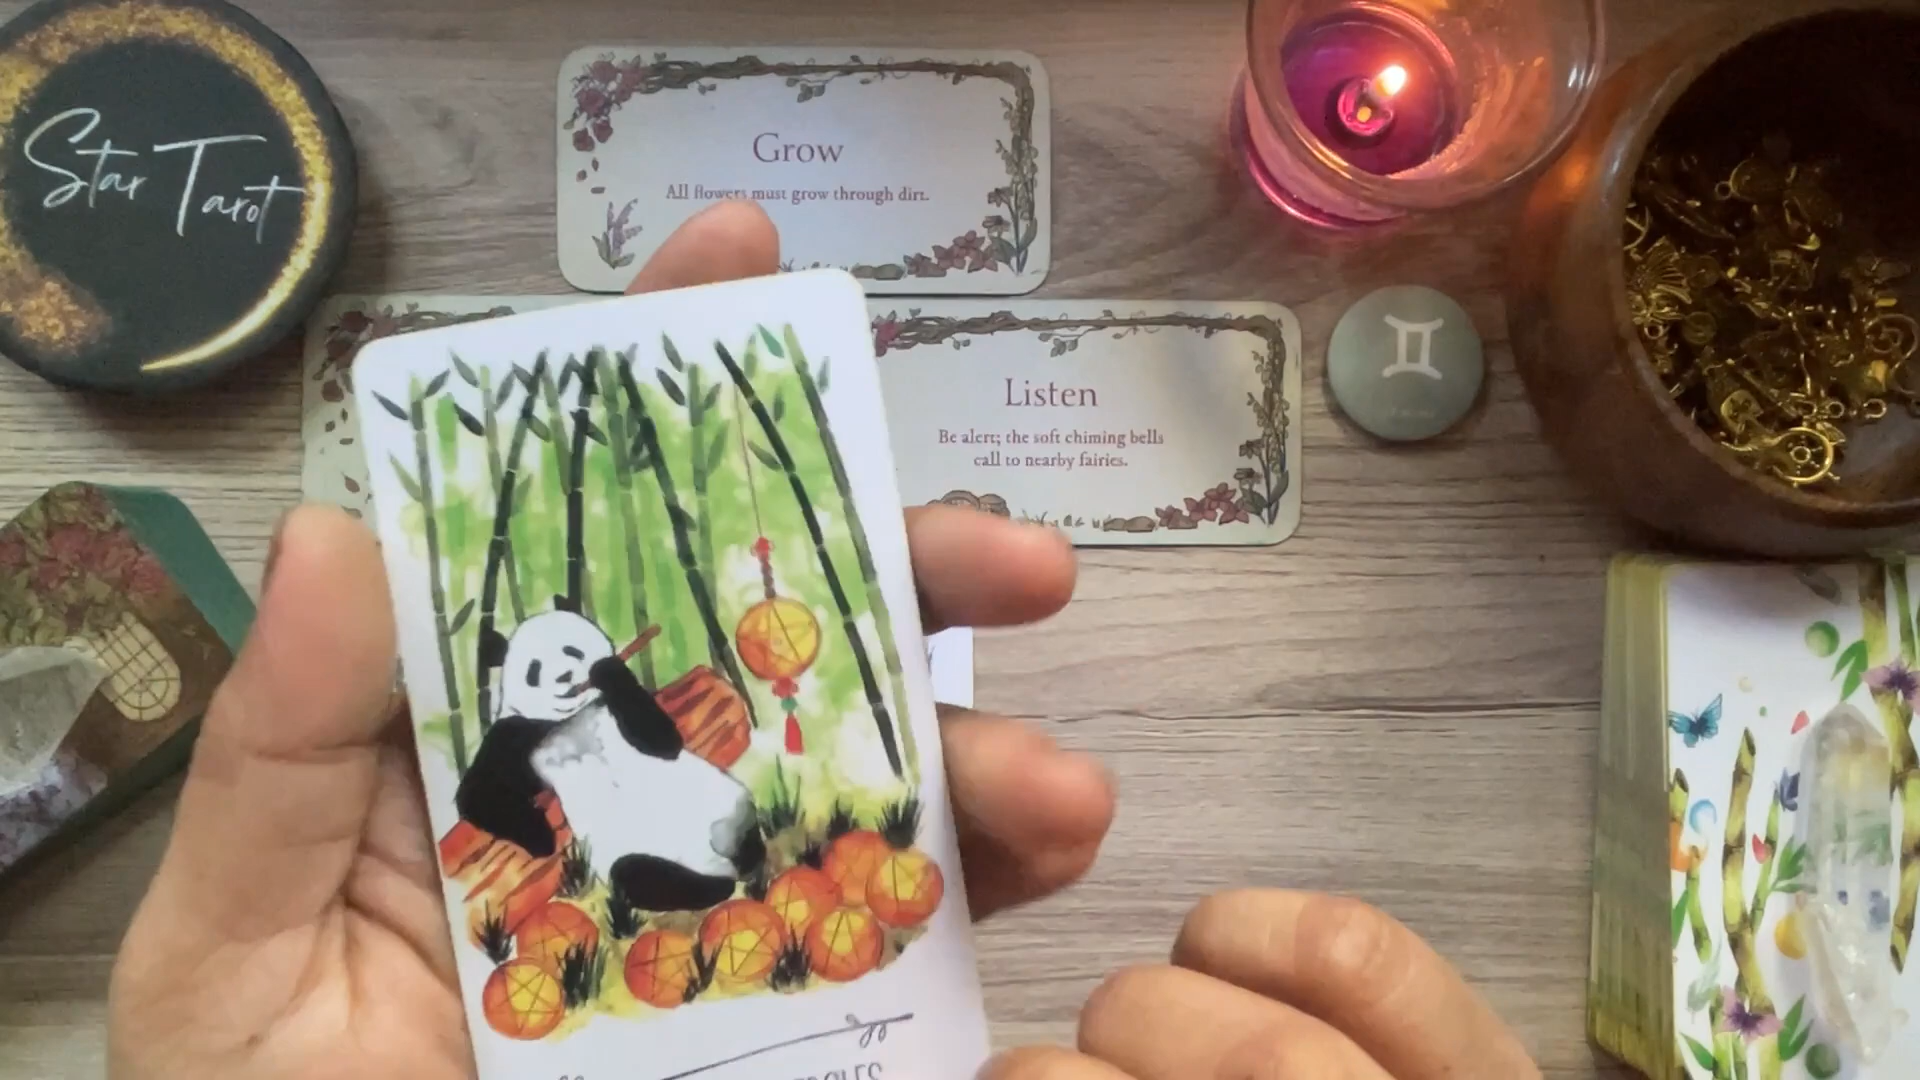 Star Tarot
Grow
All flowers must grow through dirt.
Listen
Be alert; the soft chiming bells
call to nearby fairies.